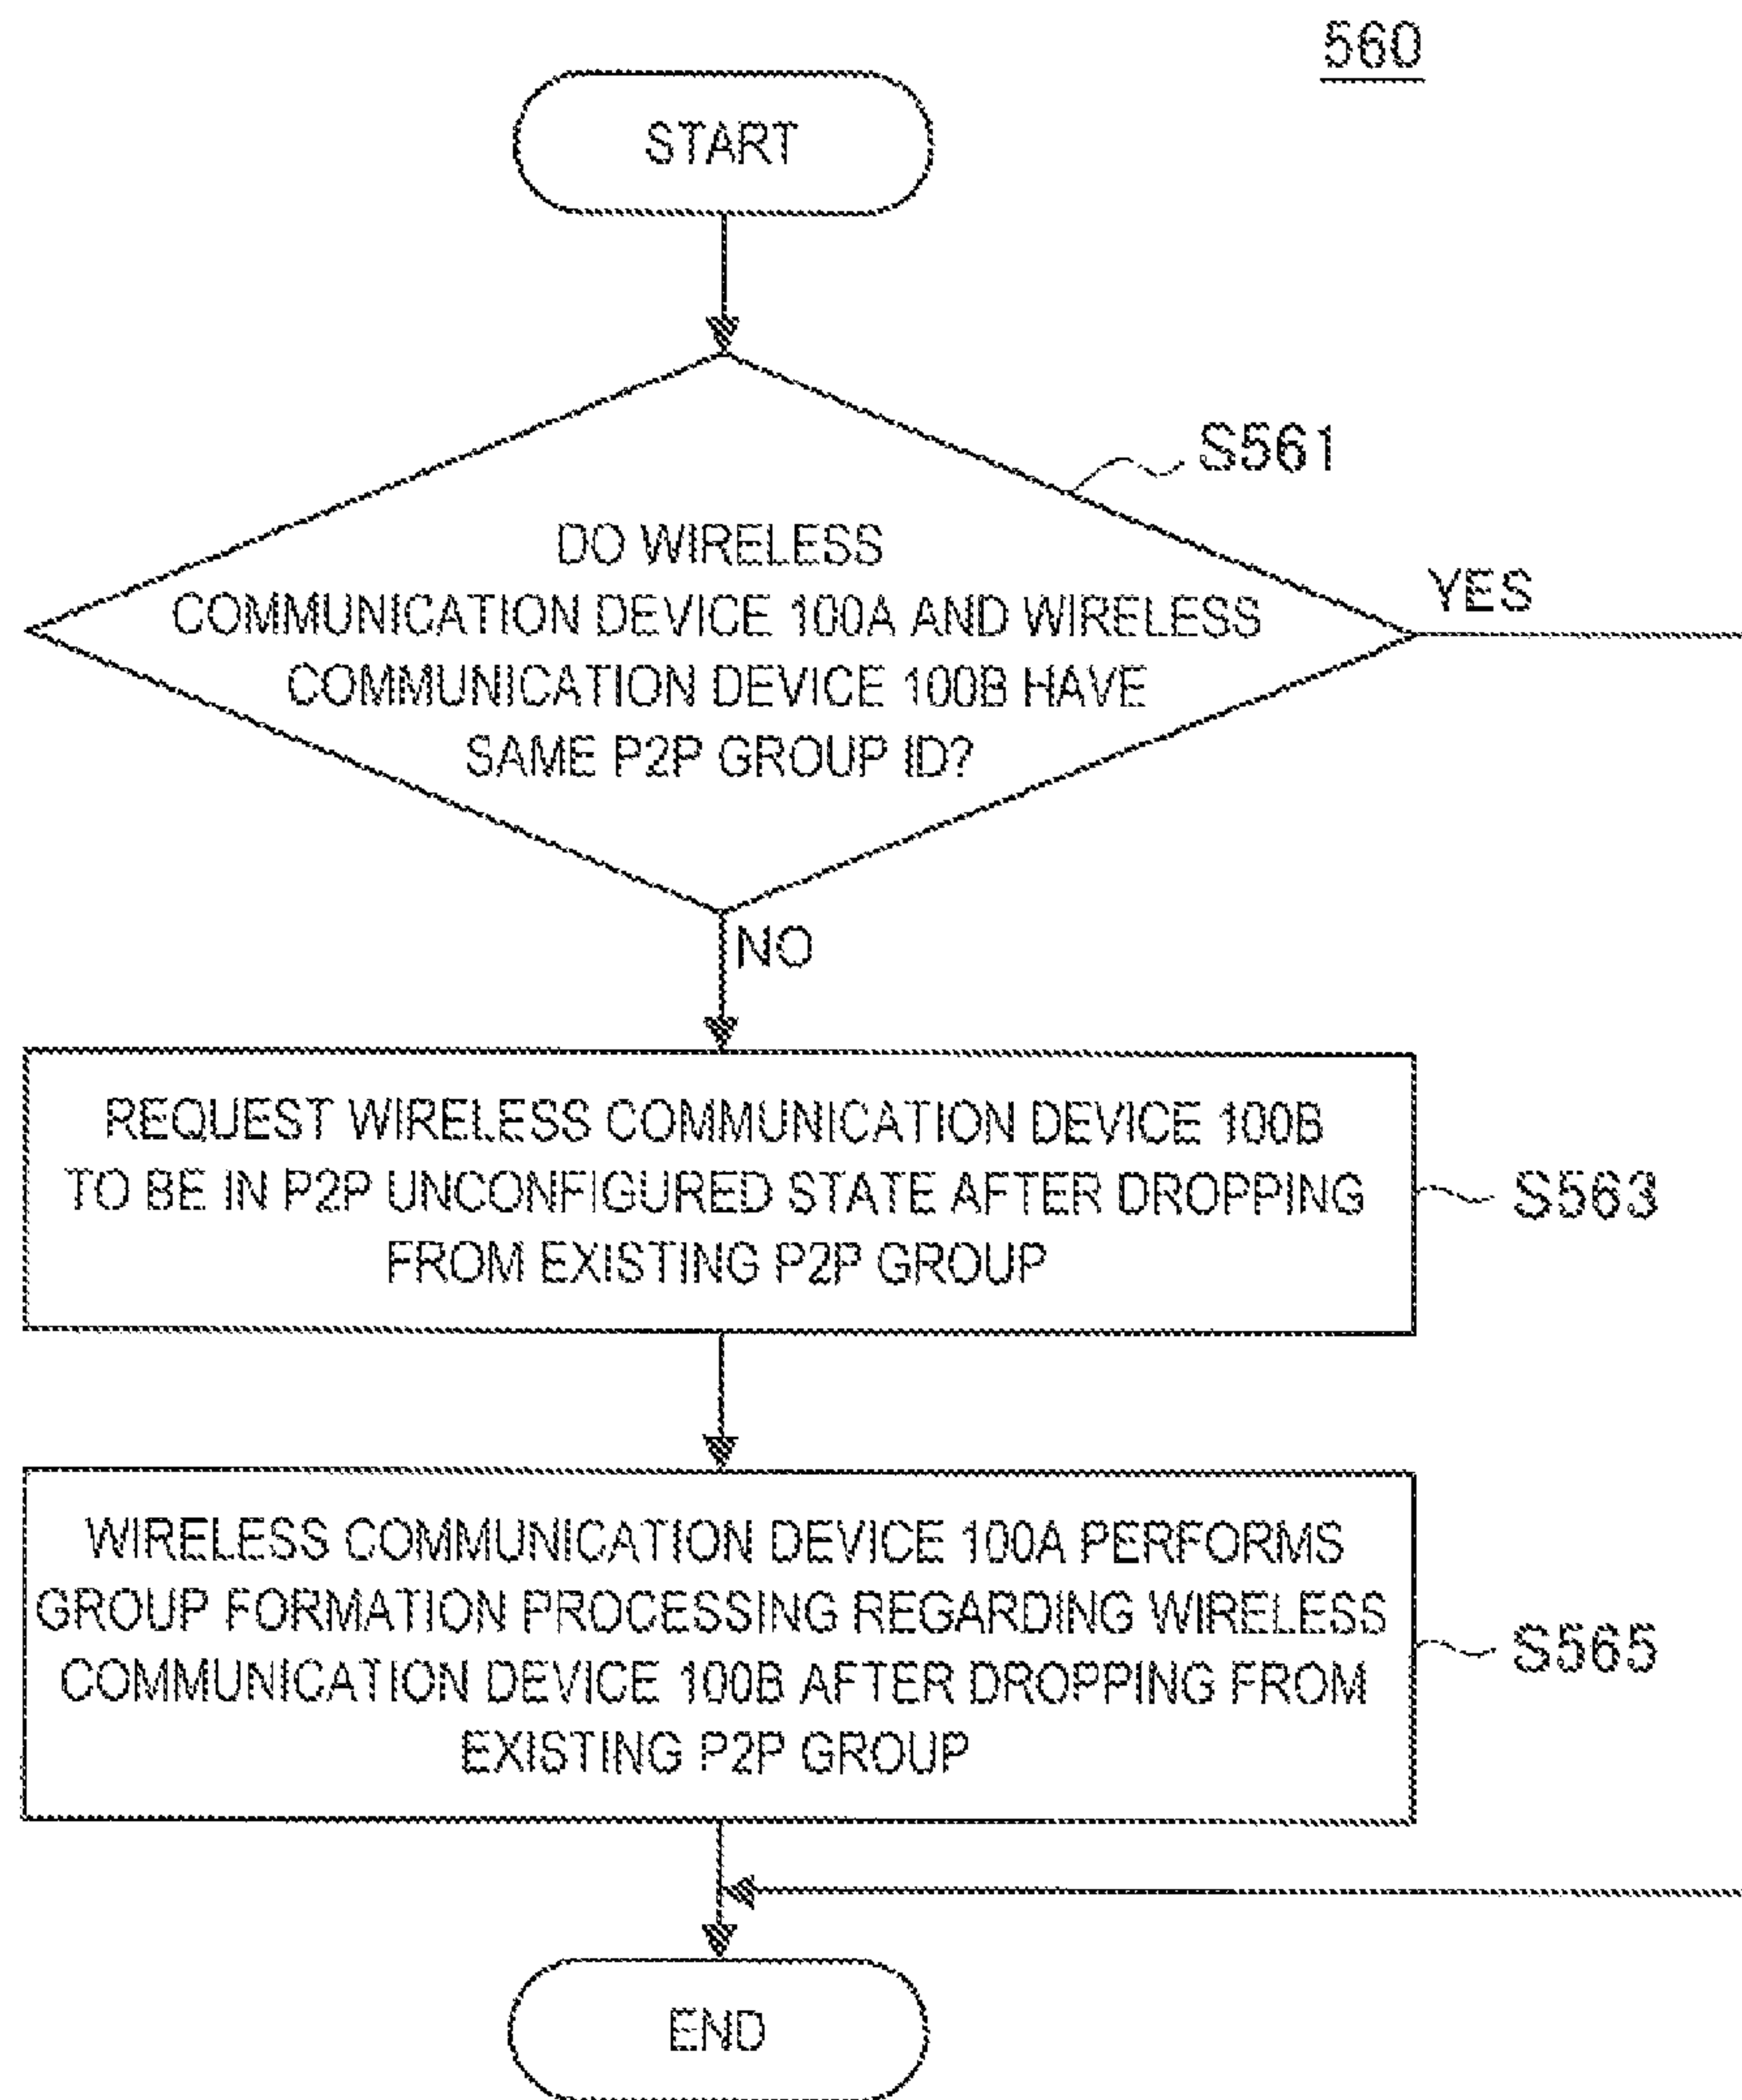 560
START
S561
DO WIRELESS
COMMUNICATION DEVICE 100A AND WIRELESS
COMMUNICATION DEVICE 100B HAVE
SAME P2P GROUP ID?
YES
NO
REQUEST WIRELESS COMMUNICATION DEVICE 100B
TO BE IN P2P UNCONFIGURED STATE AFTER DROPPING
FROM EXISTING P2P GROUP
S563
WIRELESS COMMUNICATION DEVICE 100A PERFORMS
GROUP FORMATION PROCESSING REGARDING WIRELESS
COMMUNICATION DEVICE 100B AFTER DROPPING FROM
EXISTING P2P GROUP
S565
END